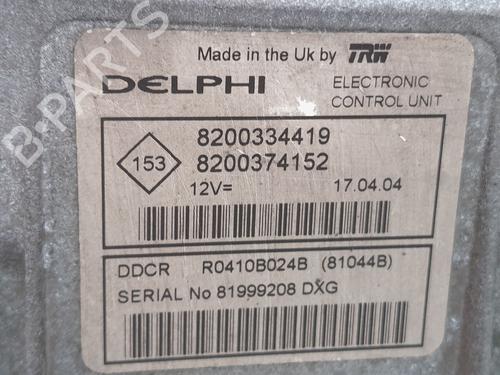 Made in the Uk by TRW
DELPHI
ELECTRONIC
CONTROL UNIT
153
8200334419
8200374152
12V=
17.04.04
DDCR R0410B024B (81044B)
SERIAL No 81999208 DXG
B-PARTS